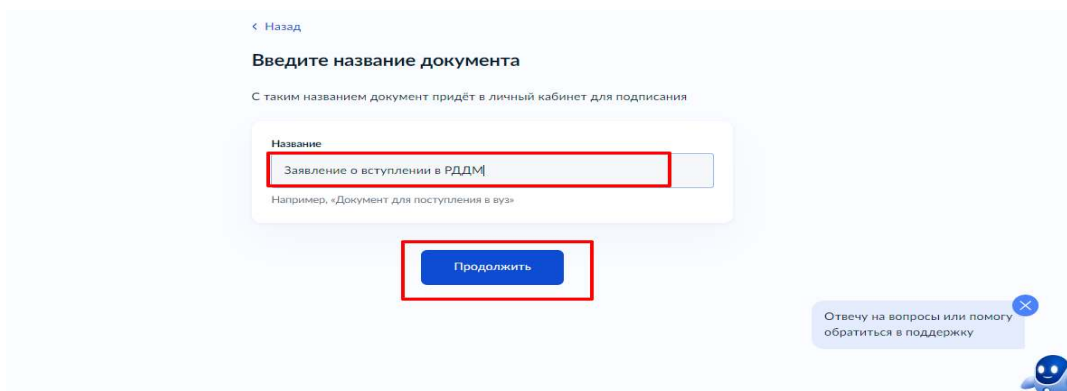 Назад
Введите название документа
С таким названием документ придёт в личный кабинет для подписания
Название
Заявление о вступлении в РДДМ
Например, «Документ для поступления в вуз»
Продолжить
Отвечу на вопросы или помогу
обратиться в поддержку